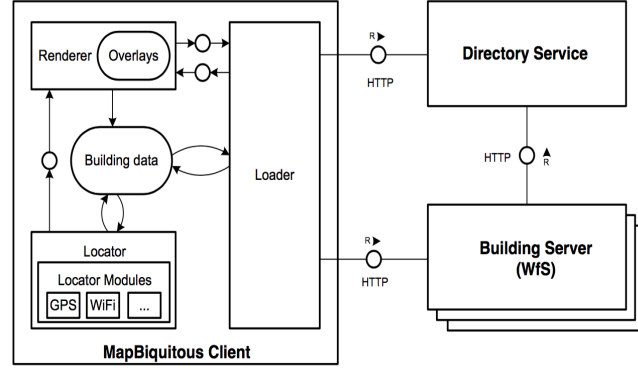 Renderer
Overlays
Building data
Loader
Locator
Locator Modules
GPS
WiFi
...
MapBiquitous Client
R
HTTP
Directory Service
HTTP
R
R
HTTP
Building Server
(WfS)